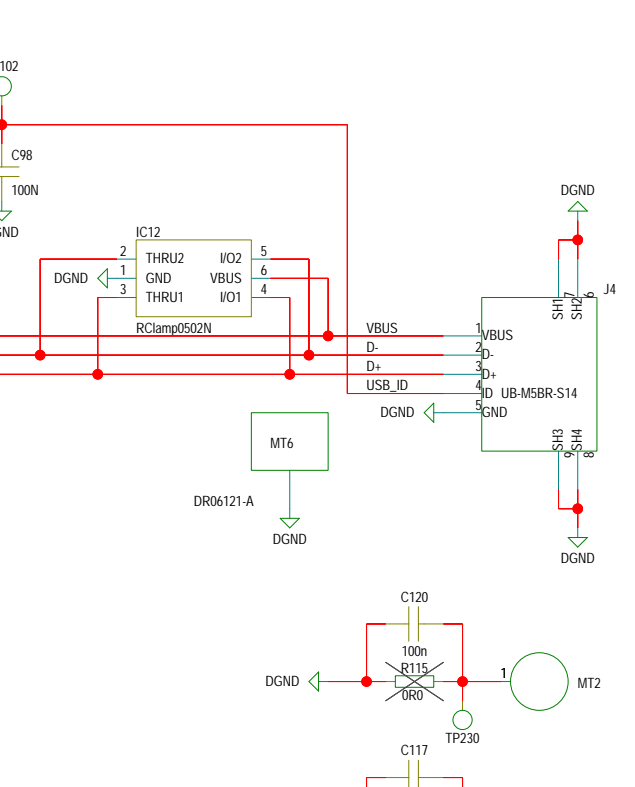 102
C98
100N
GND
IC12
2 THRU2 I/O2 5
DGND 1 GND VBUS 6
3 THRU1 I/O1 4
RClamp0502N
DGND
J4
SH1 7 SH2 6
VBUS 1 VBUS
D- 2 D-
D+ 3 D+
USB_ID 4 ID UB-M5BR-S14
DGND 5 GND
SH3 9 SH4 8
DGND
MT6
DR06121-A
DGND
C120
100n
R115
0R0
DGND
1
MT2
TP230
C117